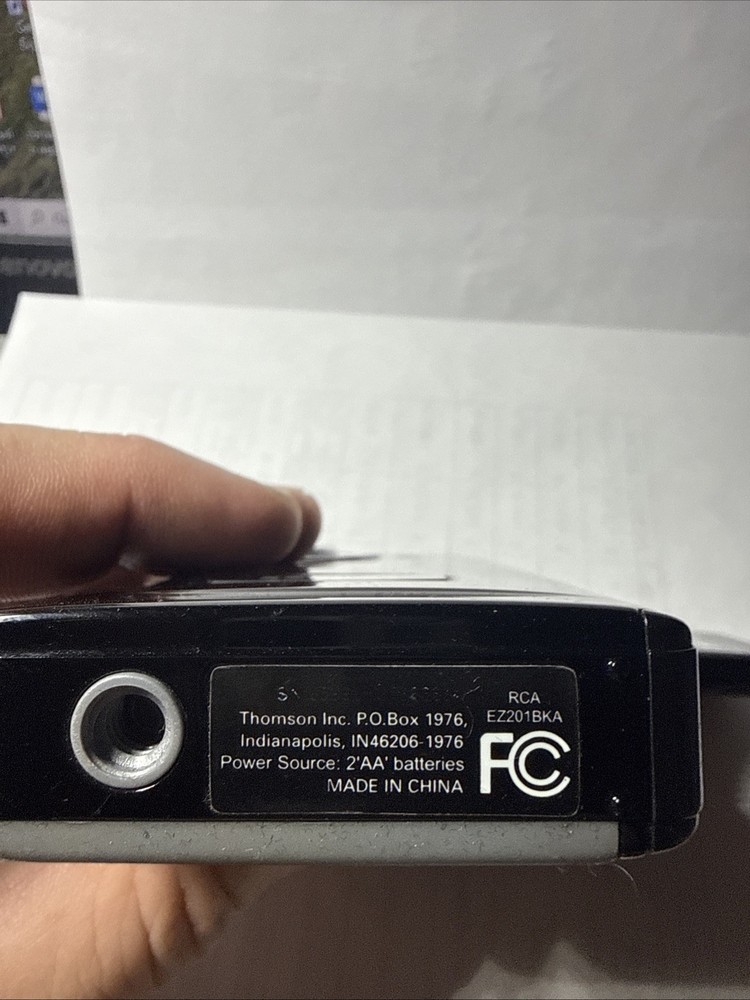 RCA
EZ201BKA
Thomson Inc. P.O.Box 1976,
Indianapolis, IN46206-1976
Power Source: 2'AA' batteries
MADE IN CHINA
FC